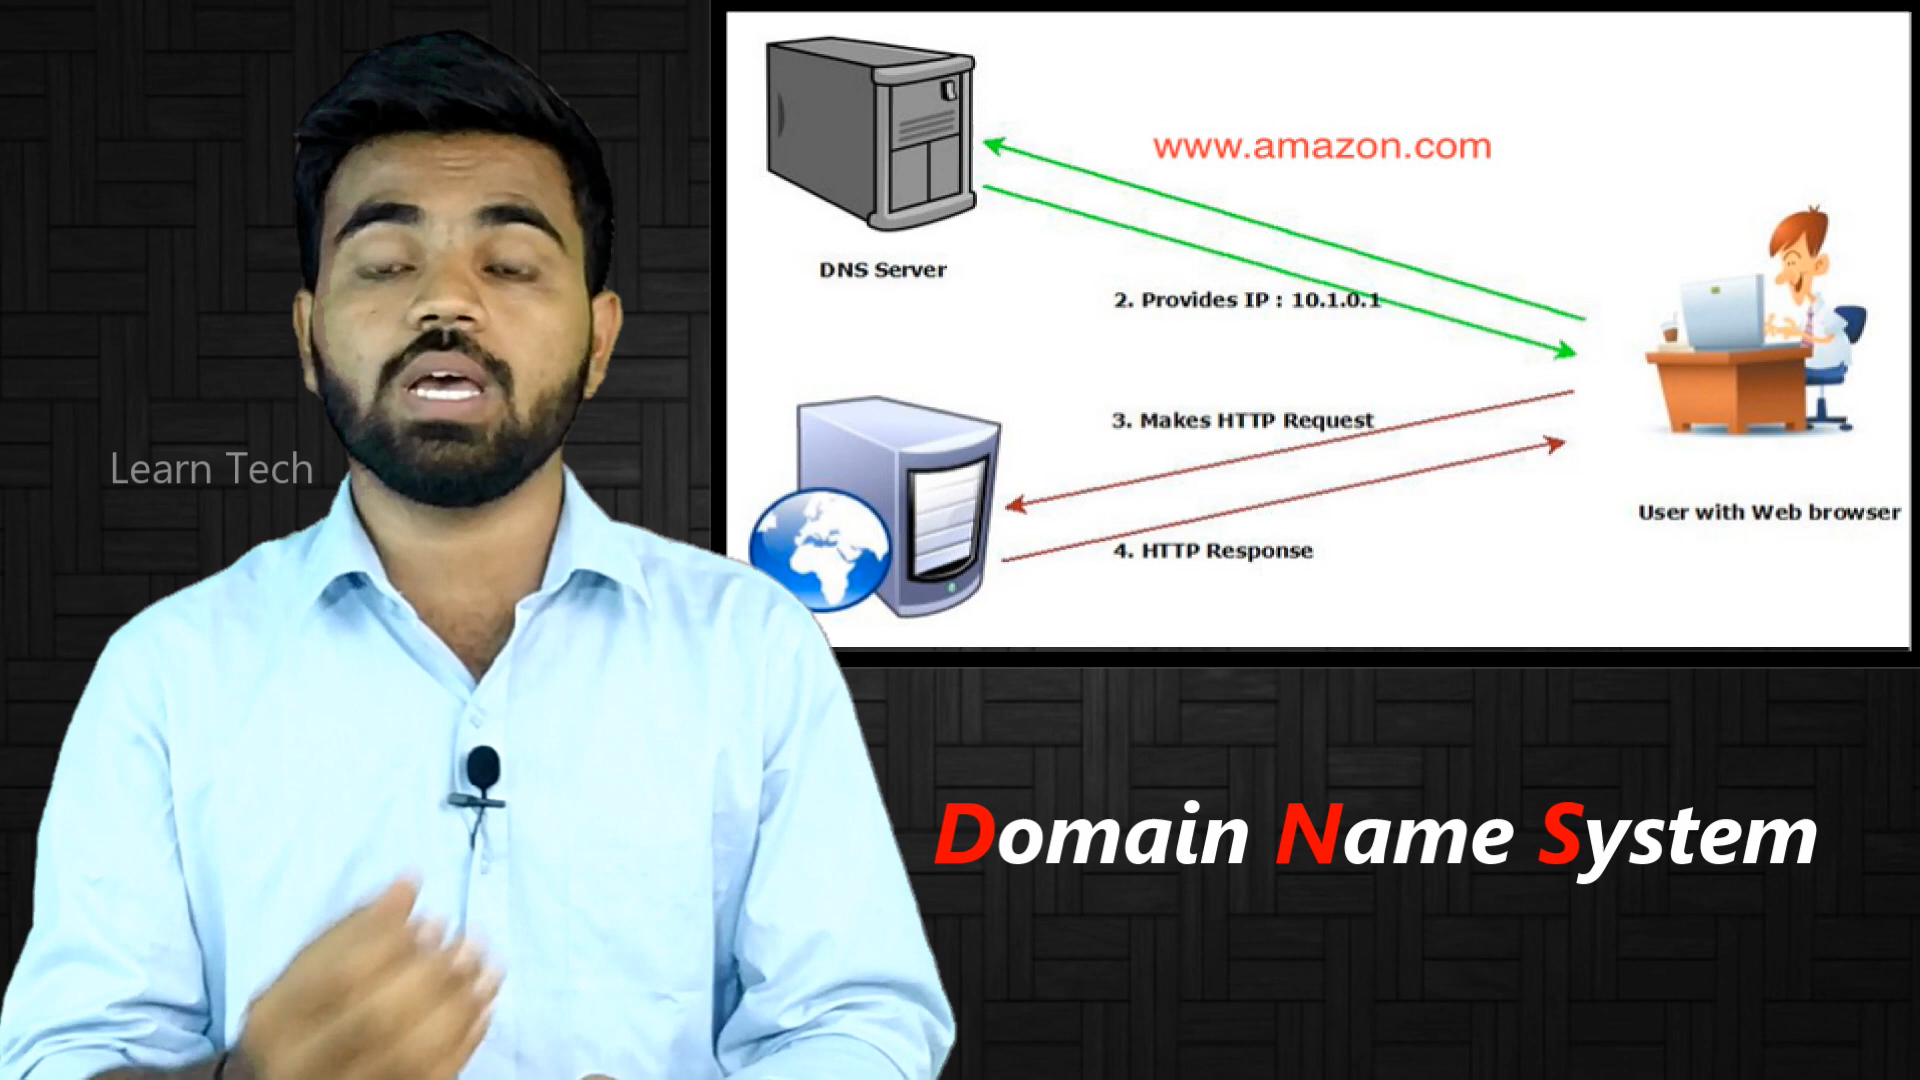 www.amazon.com
DNS Server
2. Provides IP : 10.1.0.1
3. Makes HTTP Request
Learn Tech
User with Web browser
4. HTTP Response
Domain Name System